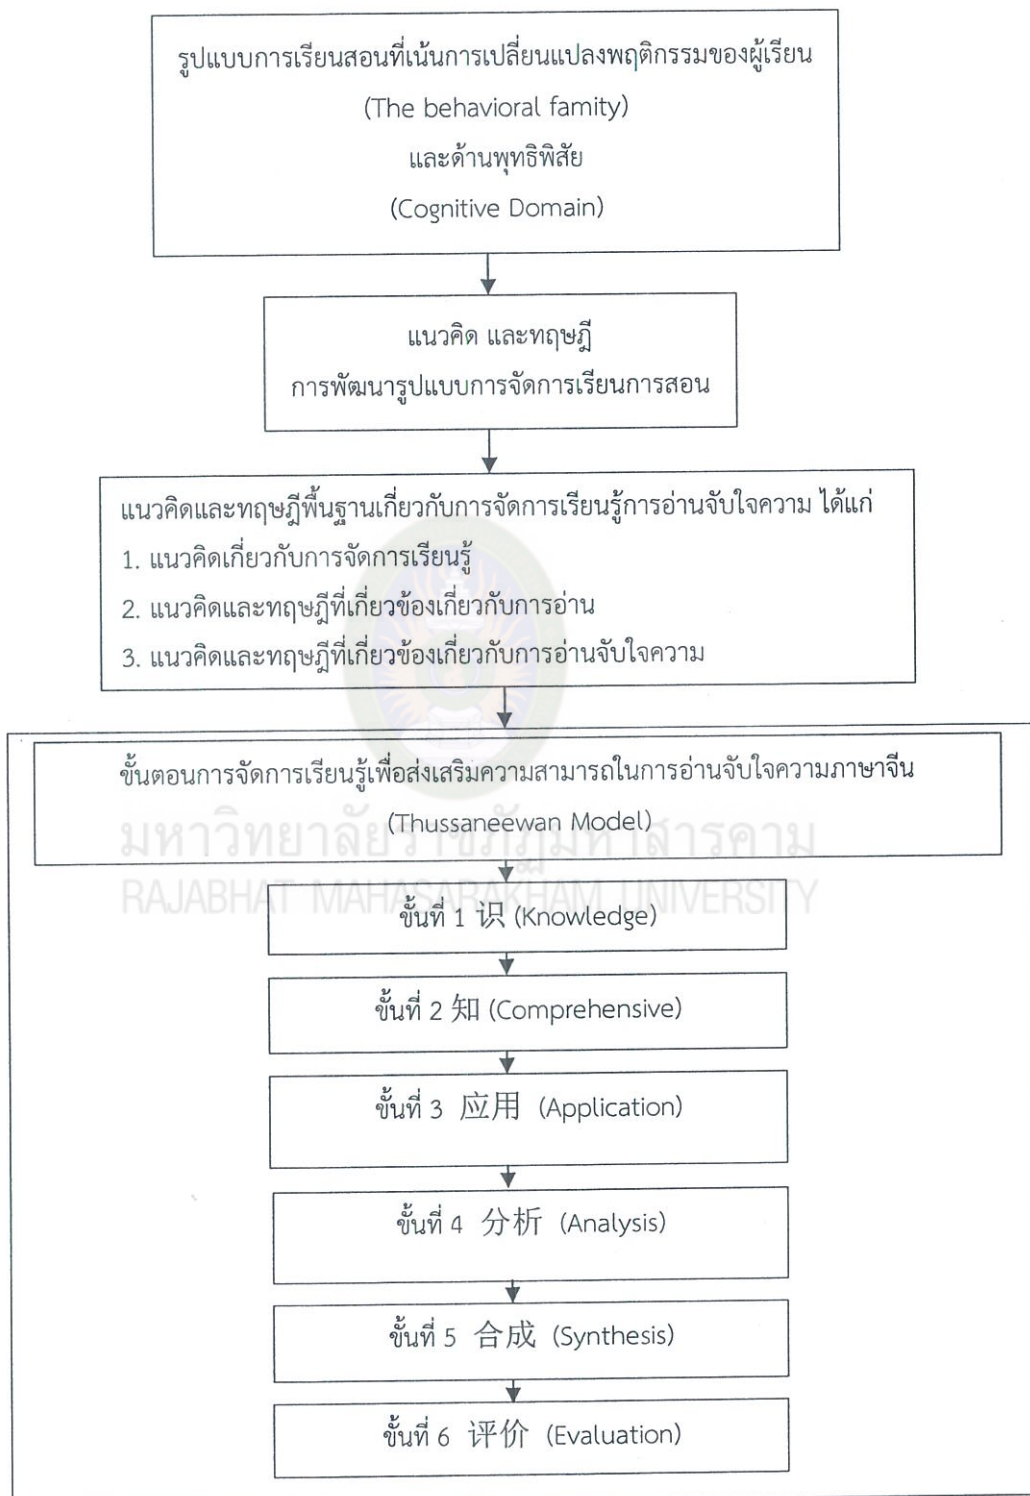 รูปแบบการเรียนสอนที่เน้นการเปลี่ยนแปลงพฤติกรรมของผู้เรียน
(The behavioral famity)
และด้านพุทธิพิสัย
(Cognitive Domain)
แนวคิด และทฤษฎี
การพัฒนารูปแบบการจัดการเรียนการสอน
แนวคิดและทฤษฎีพื้นฐานเกี่ยวกับการจัดการเรียนรู้การอ่านจับใจความ ได้แก่
1. แนวคิดเกี่ยวกับการจัดการเรียนรู้
2. แนวคิดและทฤษฎีที่เกี่ยวข้องเกี่ยวกับการอ่าน
3. แนวคิดและทฤษฎีที่เกี่ยวข้องเกี่ยวกับการอ่านจับใจความ
ขั้นตอนการจัดการเรียนรู้เพื่อส่งเสริมความสามารถในการอ่านจับใจความภาษาจีน
(Thussaneewan Model)
มหาวิทยาลัยราชภัฏมหาสารคาม
RAJABHAT MAHASARAKHAM UNIVERSITY
ขั้นที่ 1 识 (Knowledge)
ขั้นที่ 2 知 (Comprehensive)
ขั้นที่ 3 应用 (Application)
ขั้นที่ 4 分析 (Analysis)
ขั้นที่ 5 合成 (Synthesis)
ขั้นที่ 6 评价 (Evaluation)